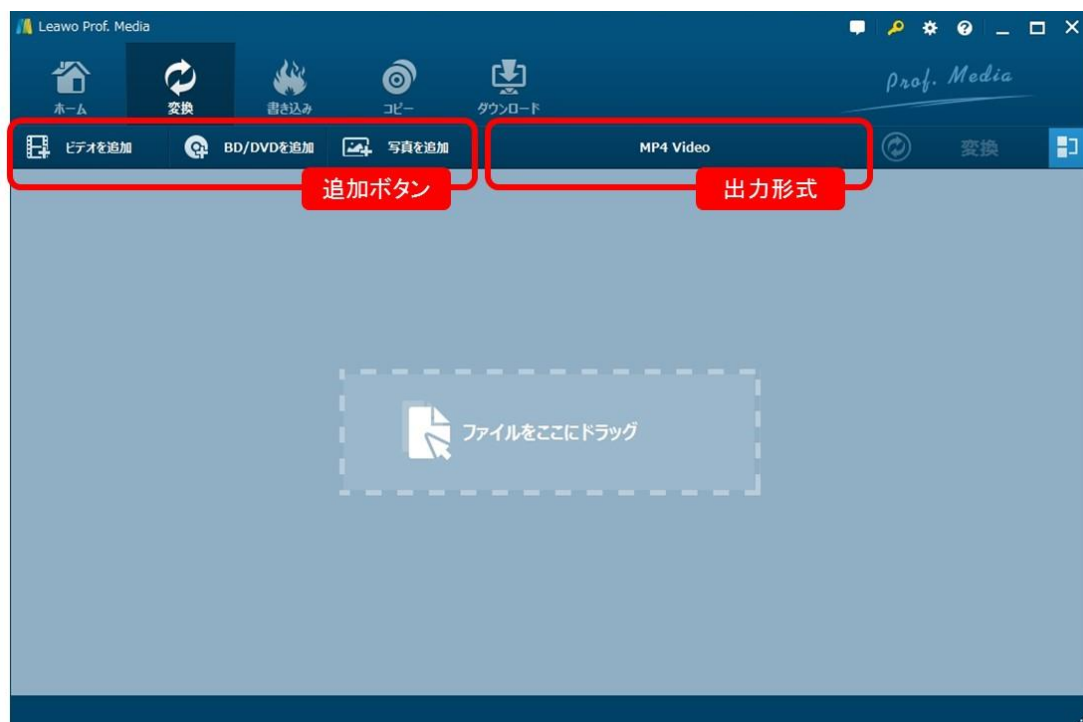 Leawo Prof. Media
ホーム
変換
書き込み
コピー
ダウンロード
Prof. Media
ビデオを追加
BD/DVDを追加
写真を追加
MP4 Video
変換
追加ボタン
出力形式
ファイルをここにドラッグ